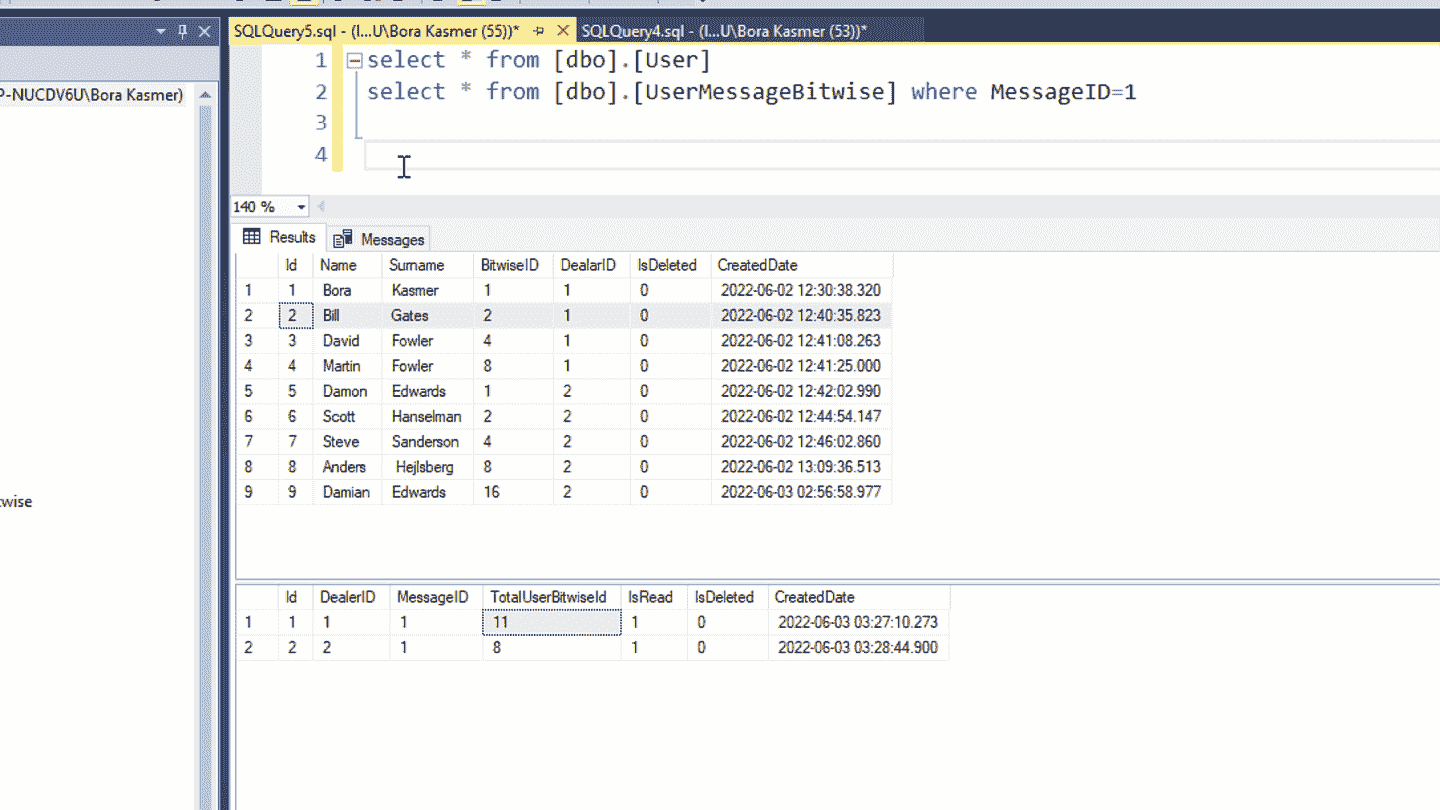 SQLQuery5.sql - (l...U\Bora Kasmer (55))* SQLQuery4.sql - (l...U\Bora Kasmer (53))*
P-NUCDV6U\Bora Kasmer)
1 select * from [dbo].[User]
2 select * from [dbo].[UserMessageBitwise] where MessageID=1
3
4
140 %
Results Messages
Id Name Surname BitwiseID DealarID IsDeleted CreatedDate
1 1 Bora Kasmer 1 1 0 2022-06-02 12:30:38.320
2 2 Bill Gates 2 1 0 2022-06-02 12:40:35.823
3 3 David Fowler 4 1 0 2022-06-02 12:41:08.263
4 4 Martin Fowler 8 1 0 2022-06-02 12:41:25.000
5 5 Damon Edwards 1 2 0 2022-06-02 12:42:02.990
6 6 Scott Hanselman 2 2 0 2022-06-02 12:44:54.147
7 7 Steve Sanderson 4 2 0 2022-06-02 12:46:02.860
8 8 Anders Hejlsberg 8 2 0 2022-06-02 13:09:36.513
9 9 Damian Edwards 16 2 0 2022-06-03 02:56:58.977
twise
Id DealerID MessageID TotalUserBitwiseId IsRead IsDeleted CreatedDate
1 1 1 1 11 1 0 2022-06-03 03:27:10.273
2 2 2 1 8 1 0 2022-06-03 03:28:44.900